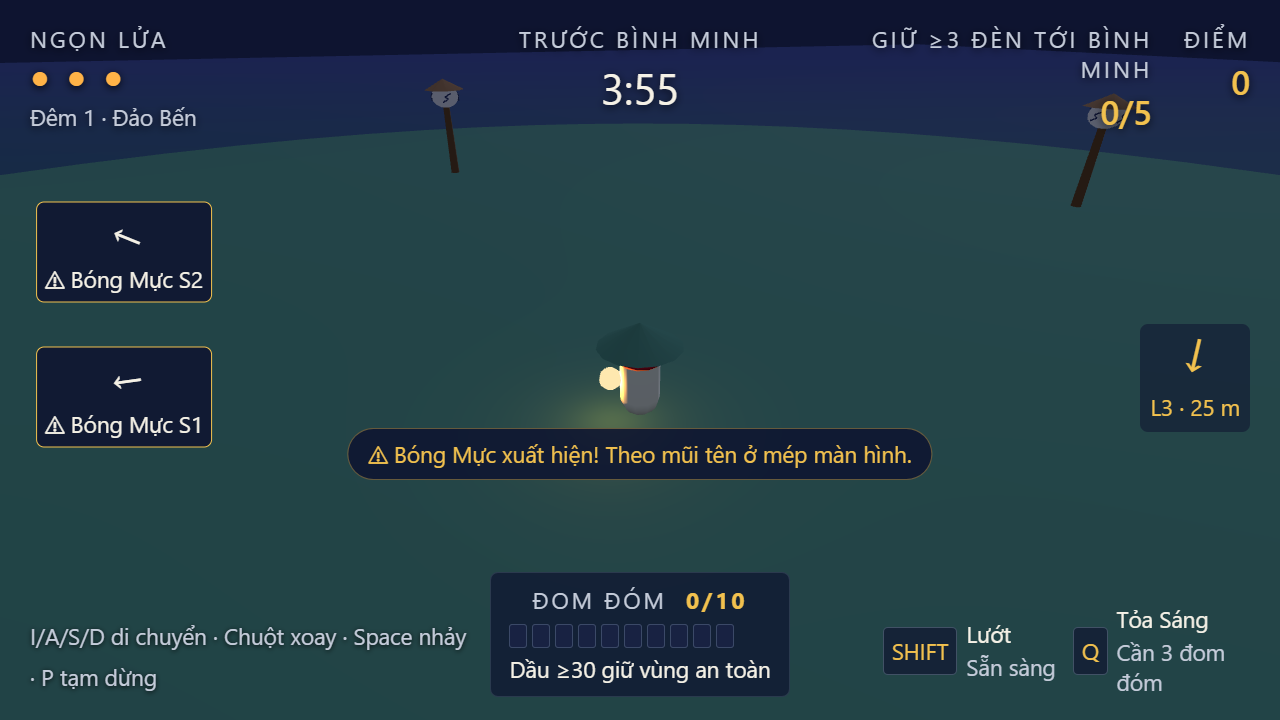 NGỌN LỬA
Đêm 1 · Đảo Bến
TRƯỚC BÌNH MINH
3:55
GIỮ ≥3 ĐÈN TỚI BÌNH
MINH
0/5
ĐIỂM
0
⚠ Bóng Mực S2
⚠ Bóng Mực S1
L3 · 25 m
⚠ Bóng Mực xuất hiện! Theo mũi tên ở mép màn hình.
I/A/S/D di chuyển · Chuột xoay · Space nhảy
· P tạm dừng
ĐOM ĐÓM 0/10
Dầu ≥30 giữ vùng an toàn
SHIFT
Lướt
Sẵn sàng
Q
Tỏa Sáng
Cần 3 đom
đóm